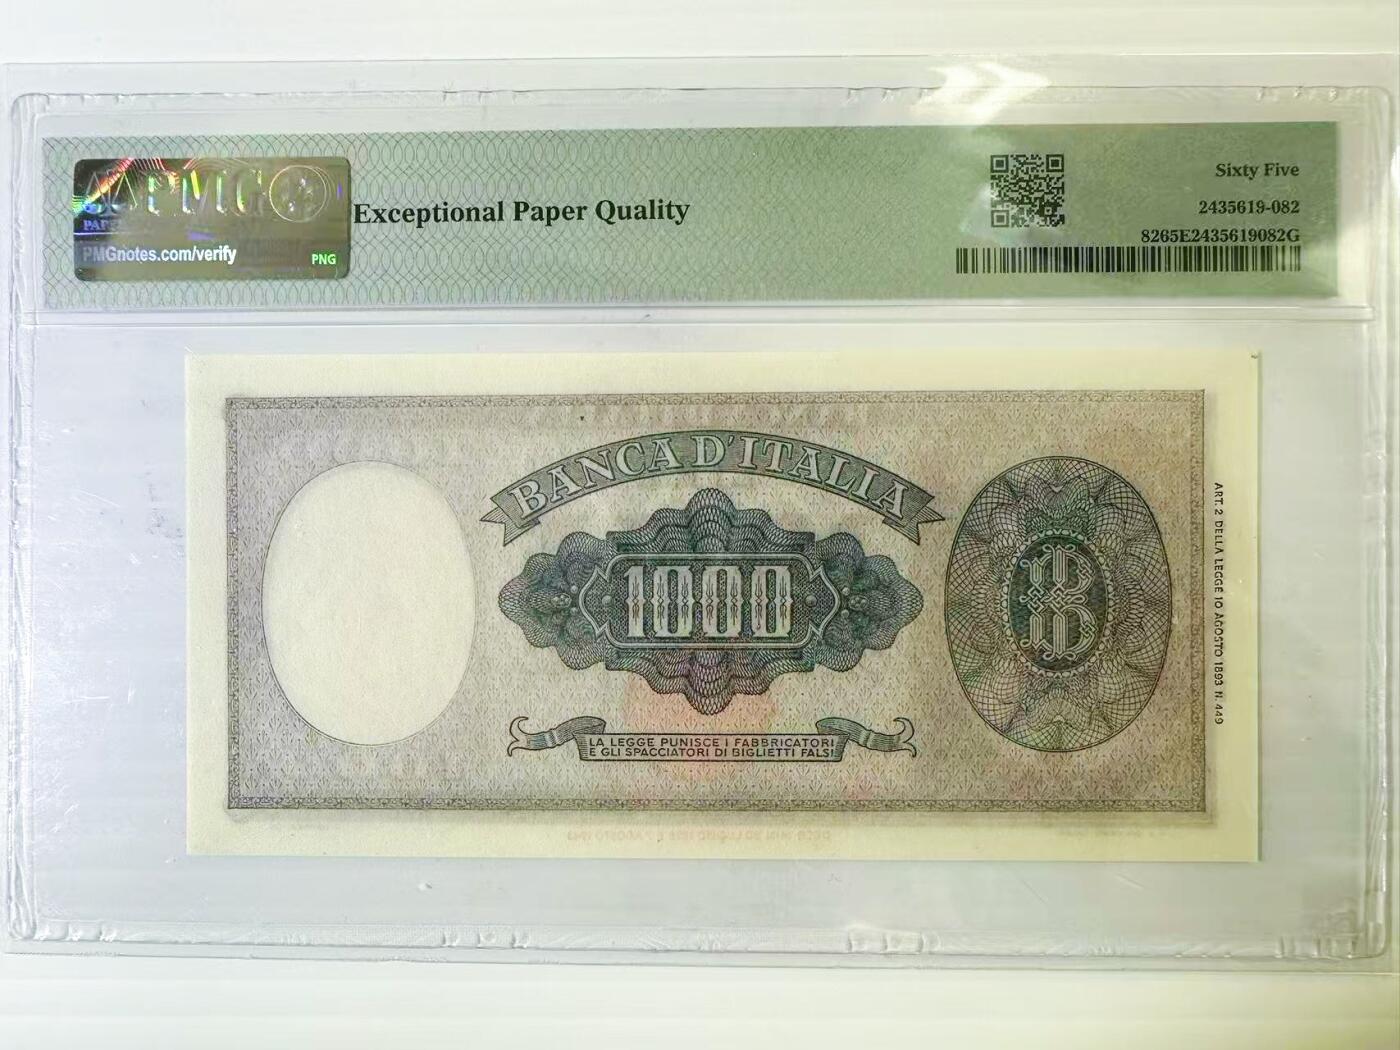 PMG
PMGnotes.com/verify
PNG
Exceptional Paper Quality
Sixty Five
2435619-082
8265E2435619082G
BANCA D'ITALIA
1000
B
LA LEGGE PUNISCE I FABBRICATORI
E GLI SPACCIATORI DI BIGLIETTI FALSI
ART. 2 DELLA LEGGE 10 AGOSTO 1893 N. 449